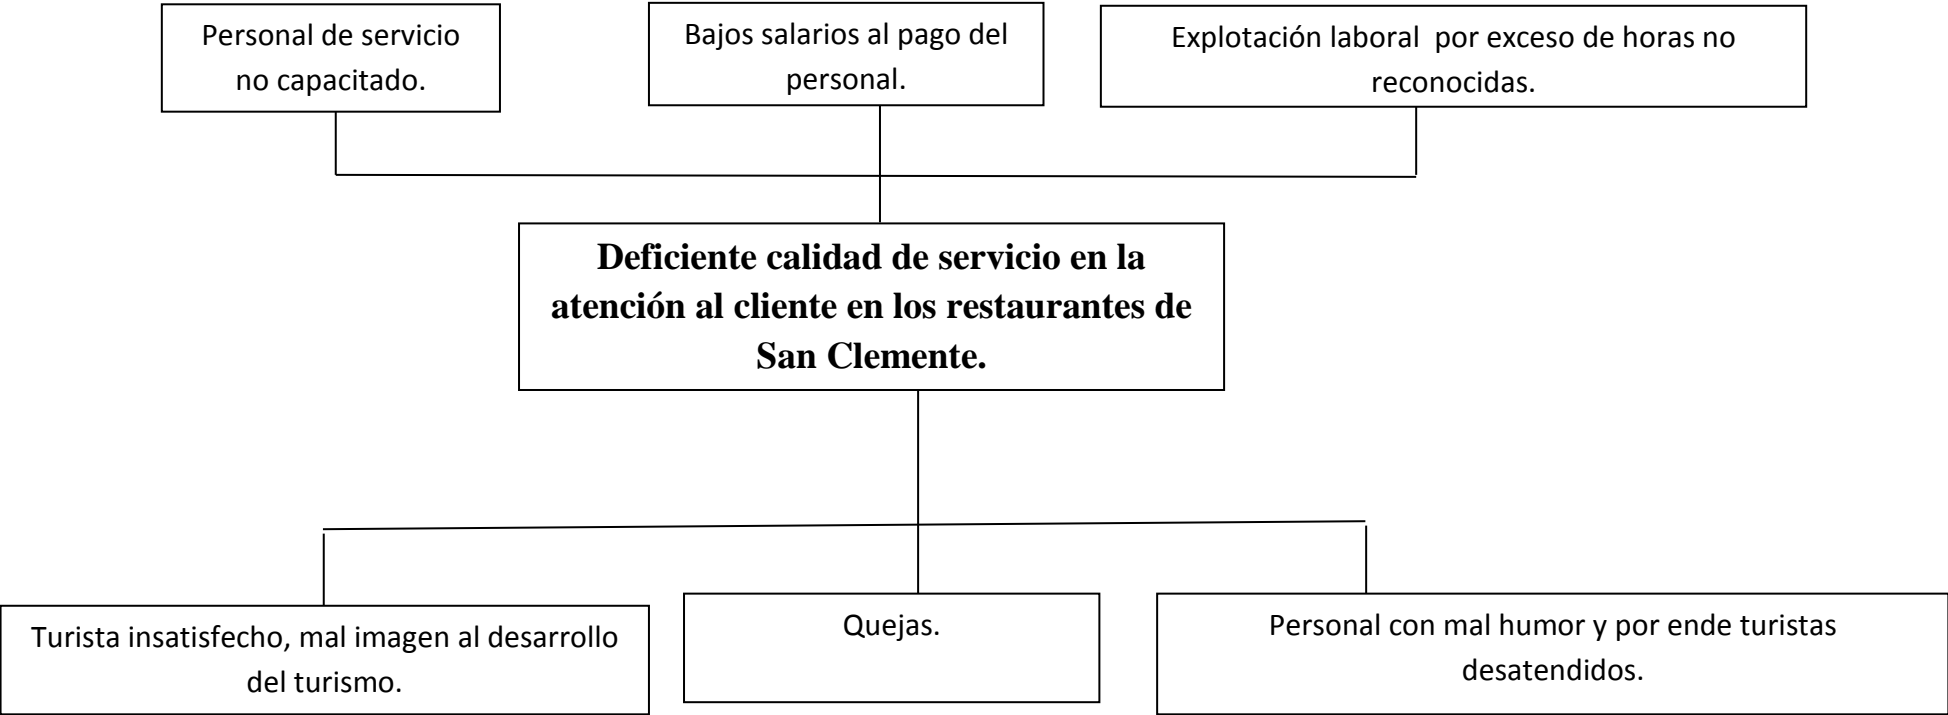 Personal de servicio
no capacitado.
Bajos salarios al pago del
personal.
Explotación laboral  por exceso de horas no
reconocidas.
Deficiente calidad de servicio en la
atención al cliente en los restaurantes de
San Clemente.
Turista insatisfecho, mal imagen al desarrollo
del turismo.
Quejas.
Personal con mal humor y por ende turistas
desatendidos.